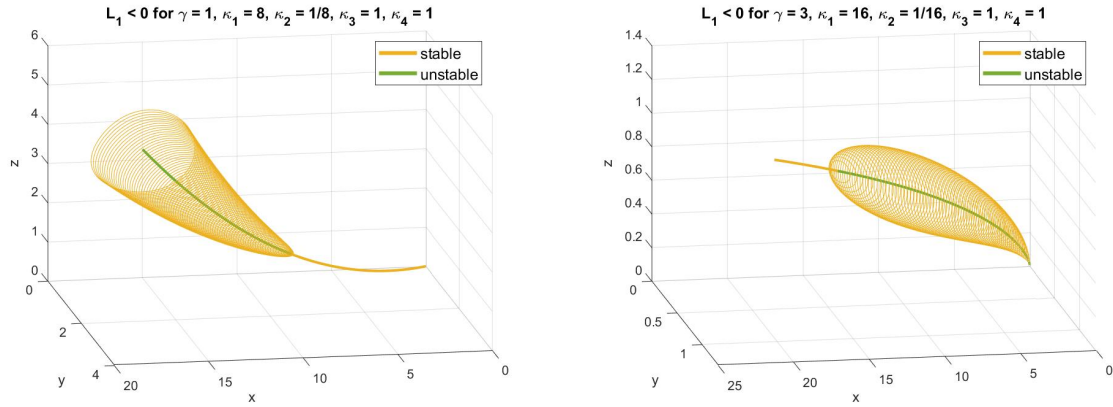 L₁ < 0 for γ = 1, κ₁ = 8, κ₂ = 1/8, κ₃ = 1, κ₄ = 1
6
5
4
3
2
1
0
z
0
2
4
y
20
15
10
5
0
x
stable
unstable
L₁ < 0 for γ = 3, κ₁ = 16, κ₂ = 1/16, κ₃ = 1, κ₄ = 1
1.4
1.2
1
0.8
0.6
0.4
0.2
0
z
0
0.5
1
y
25
20
15
10
5
0
x
stable
unstable